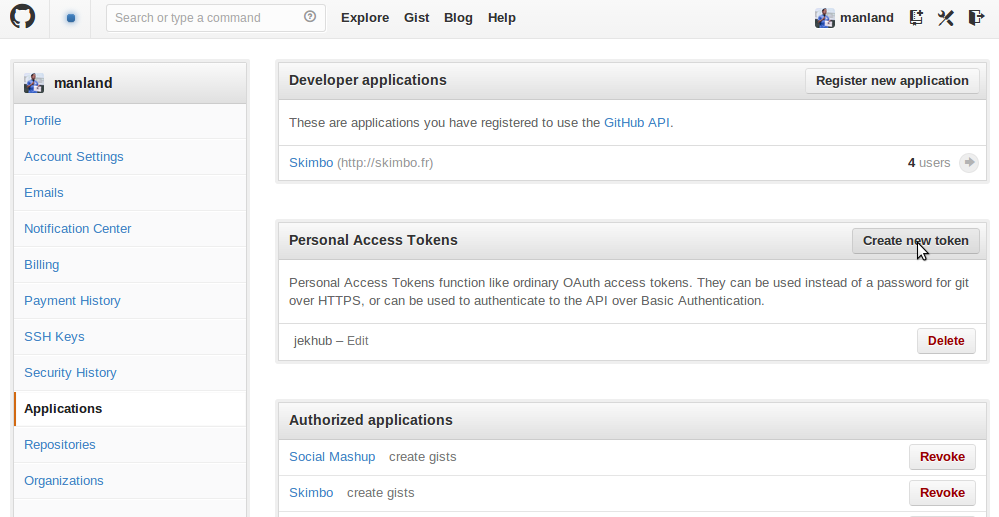 Search or type a command
Explore Gist Blog Help
manland
manland
Profile
Account Settings
Emails
Notification Center
Billing
Payment History
SSH Keys
Security History
Applications
Repositories
Organizations
Developer applications
Register new application
These are applications you have registered to use the GitHub API.
Skimbo (http://skimbo.fr)
4 users
Personal Access Tokens
Create new token
Personal Access Tokens function like ordinary OAuth access tokens. They can be used instead of a password for git
over HTTPS, or can be used to authenticate to the API over Basic Authentication.
jekhub – Edit
Delete
Authorized applications
Social Mashup create gists
Revoke
Skimbo create gists
Revoke